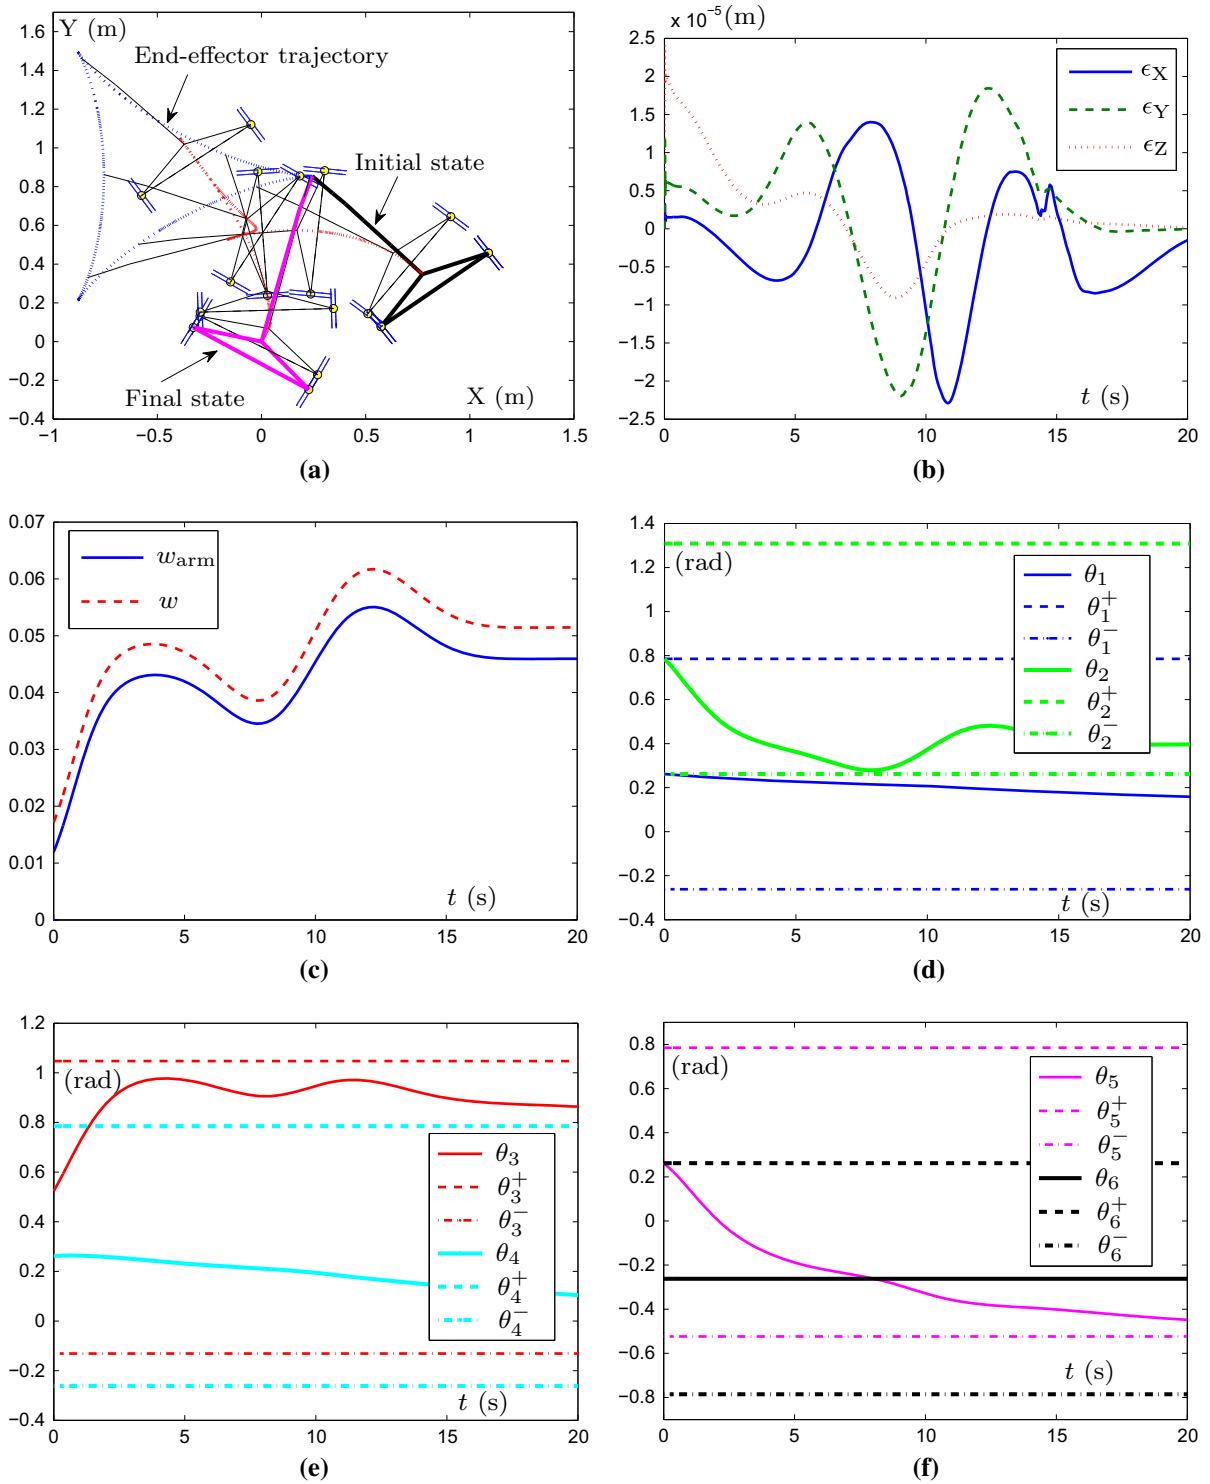 Y (m)
1.6
1.4
1.2
1
0.8
0.6
0.4
0.2
0
−0.2
−0.4
−1
−0.5
0
0.5
1
1.5
End-effector trajectory
Initial state
Final state
X (m)
(a)
x 10⁻⁵ (m)
2.5
2
1.5
1
0.5
0
−0.5
−1
−1.5
−2
−2.5
0
5
10
15
20
ϵX
ϵY
ϵZ
t (s)
(b)
0.07
0.06
0.05
0.04
0.03
0.02
0.01
0
0
5
10
15
20
w_arm
w
t (s)
(c)
1.4
1.2
1
0.8
0.6
0.4
0.2
0
−0.2
−0.4
0
5
10
15
20
(rad)
θ₁
θ₁⁺
θ₁⁻
θ₂
θ₂⁺
θ₂⁻
t (s)
(d)
1.2
1
0.8
0.6
0.4
0.2
0
−0.2
−0.4
0
5
10
15
20
(rad)
θ₃
θ₃⁺
θ₃⁻
θ₄
θ₄⁺
θ₄⁻
t (s)
(e)
0.8
0.6
0.4
0.2
0
−0.2
−0.4
−0.6
−0.8
0
5
10
15
20
(rad)
θ₅
θ₅⁺
θ₅⁻
θ₆
θ₆⁺
θ₆⁻
t (s)
(f)